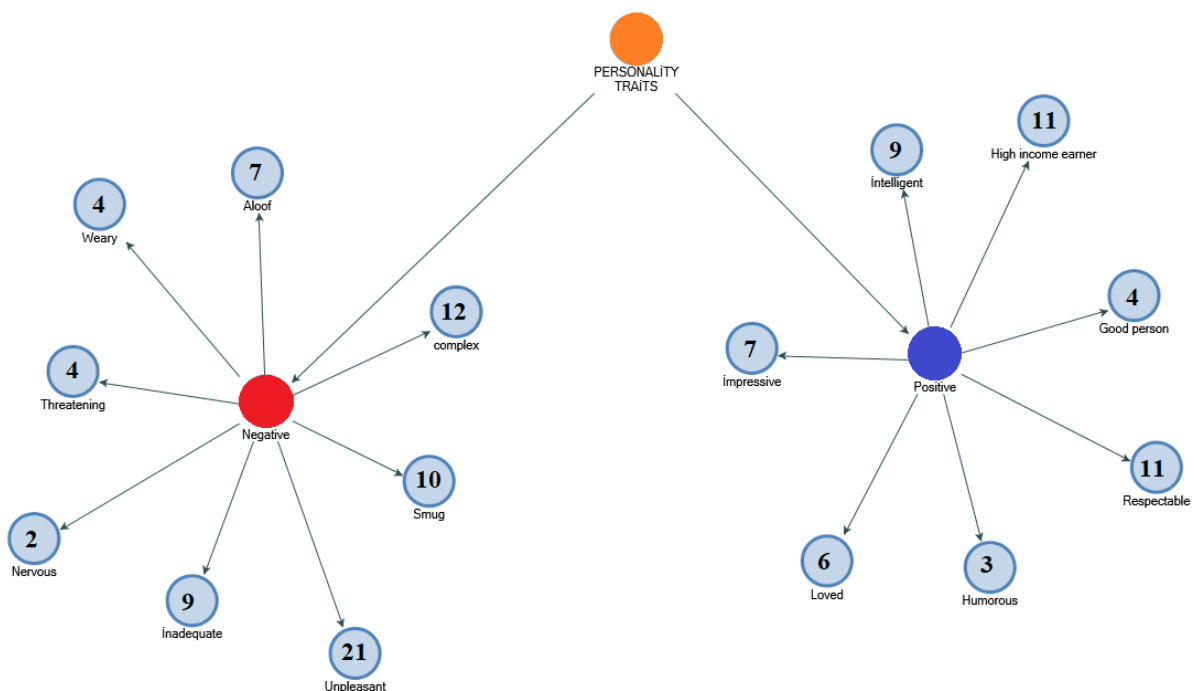 PERSONALİTY
TRAİTS
7
Aloof
4
Weary
12
complex
4
Threatening
Negative
10
Smug
2
Nervous
9
İnadequate
21
Unpleasant
11
High income earner
9
İntelligent
4
Good person
7
İmpressive
Positive
11
Respectable
6
Loved
3
Humorous